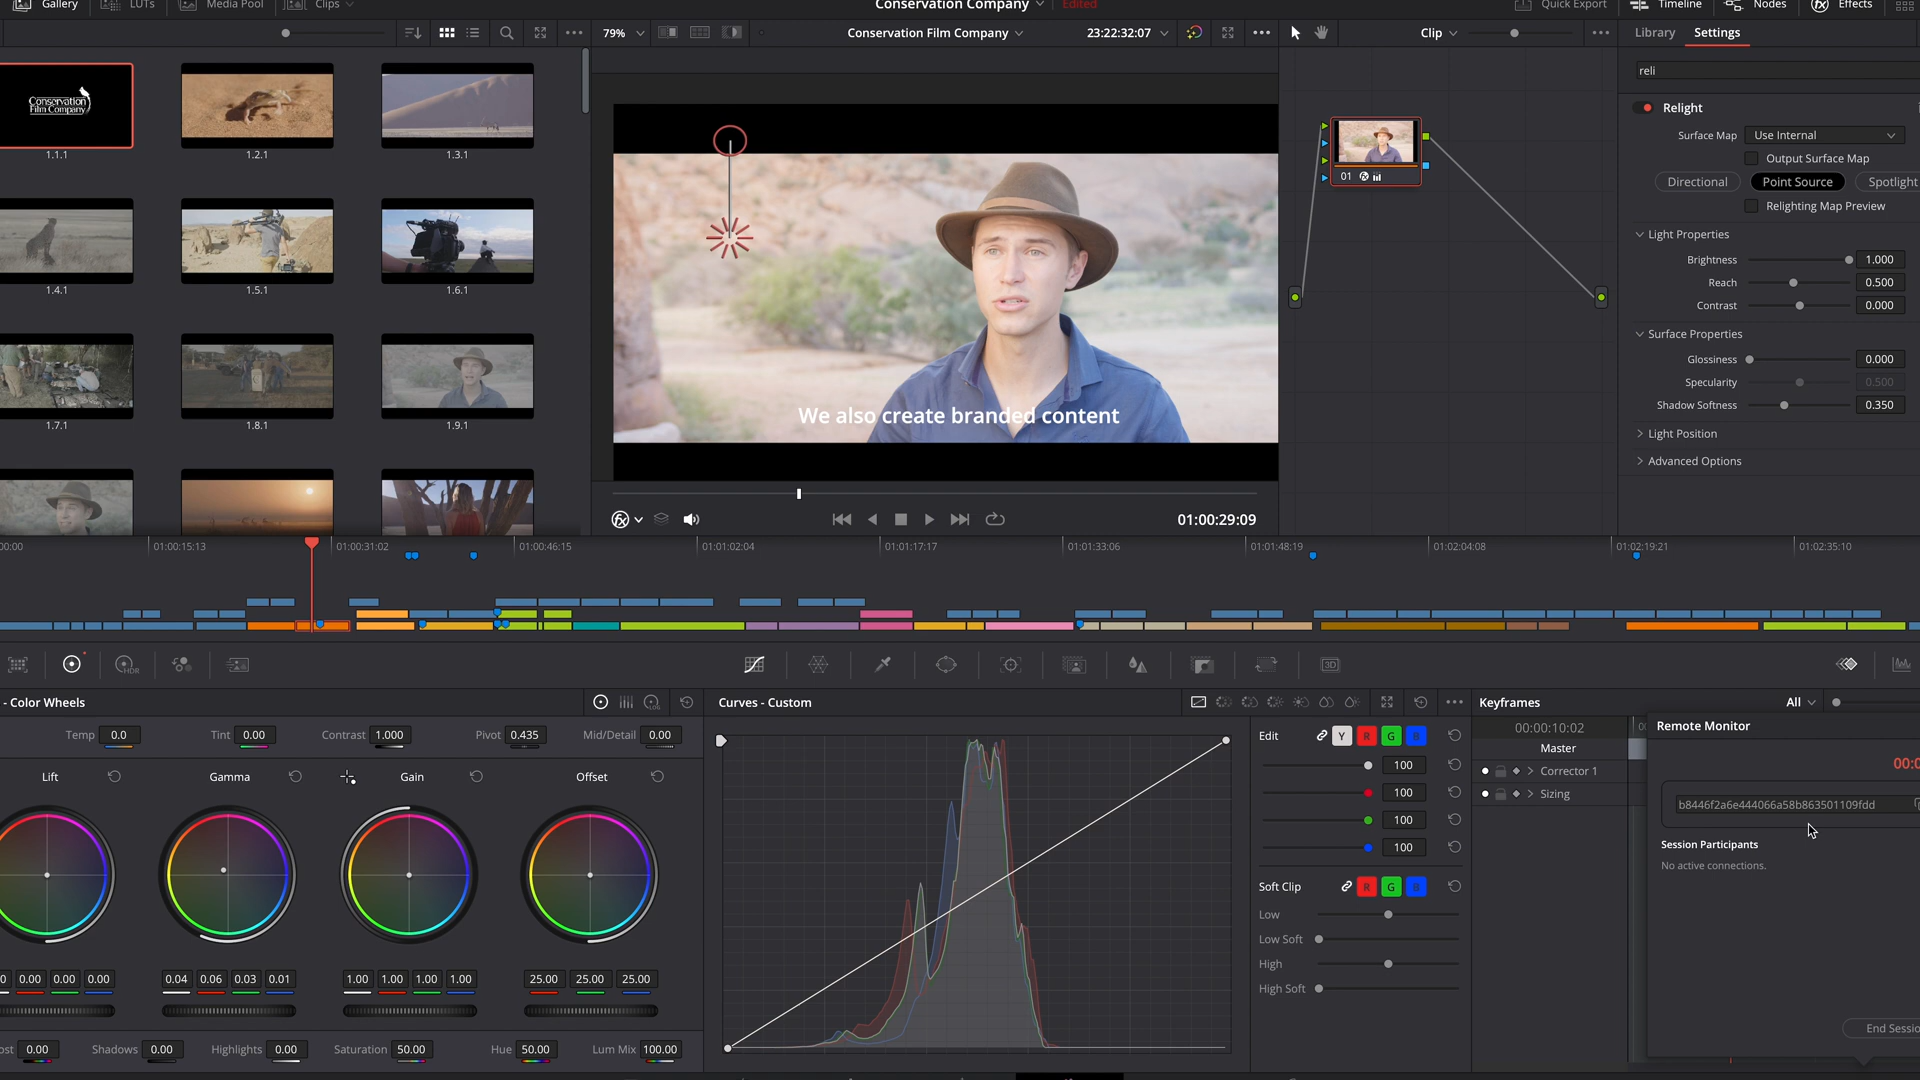 Gallery
LUTs
Media Pool
Clips
Conservation Company
Edited
Quick Export
Timeline
Nodes
Effects
79%
Conservation Film Company
23:22:32:07
Clip
Library
Settings
reli
Conservation
Film Company
1.1.1
1.2.1
1.3.1
1.4.1
1.5.1
1.6.1
1.7.1
1.8.1
1.9.1
We also create branded content
01:00:29:09
01
Relight
Surface Map
Use Internal
Output Surface Map
Directional
Point Source
Spotlight
Relighting Map Preview
Light Properties
Brightness 1.000
Reach 0.500
Contrast 0.000
Surface Properties
Glossiness 0.000
Specularity 0.500
Shadow Softness 0.350
Light Position
Advanced Options
00:00
01:00:15:13
01:00:31:02
01:00:46:15
01:01:02:04
01:01:17:17
01:01:33:06
01:01:48:19
01:02:04:08
01:02:19:21
01:02:35:10
HDR
3D
- Color Wheels
LOG
Temp 0.0
Tint 0.00
Contrast 1.000
Pivot 0.435
Mid/Detail 0.00
Lift
Gamma
Gain
Offset
0 0.00 0.00 0.00
0.04 0.06 0.03 0.01
1.00 1.00 1.00 1.00
25.00 25.00 25.00
ost 0.00
Shadows 0.00
Highlights 0.00
Saturation 50.00
Hue 50.00
Lum Mix 100.00
Curves - Custom
Edit
Y R G B
100
100
100
100
Soft Clip
R G B
Low
Low Soft
High
High Soft
Keyframes
All
00:00:10:02
Master
Corrector 1
Sizing
Remote Monitor
00:0
b8446f2a6e444066a58b863501109fdd
Session Participants
No active connections.
End Sessio